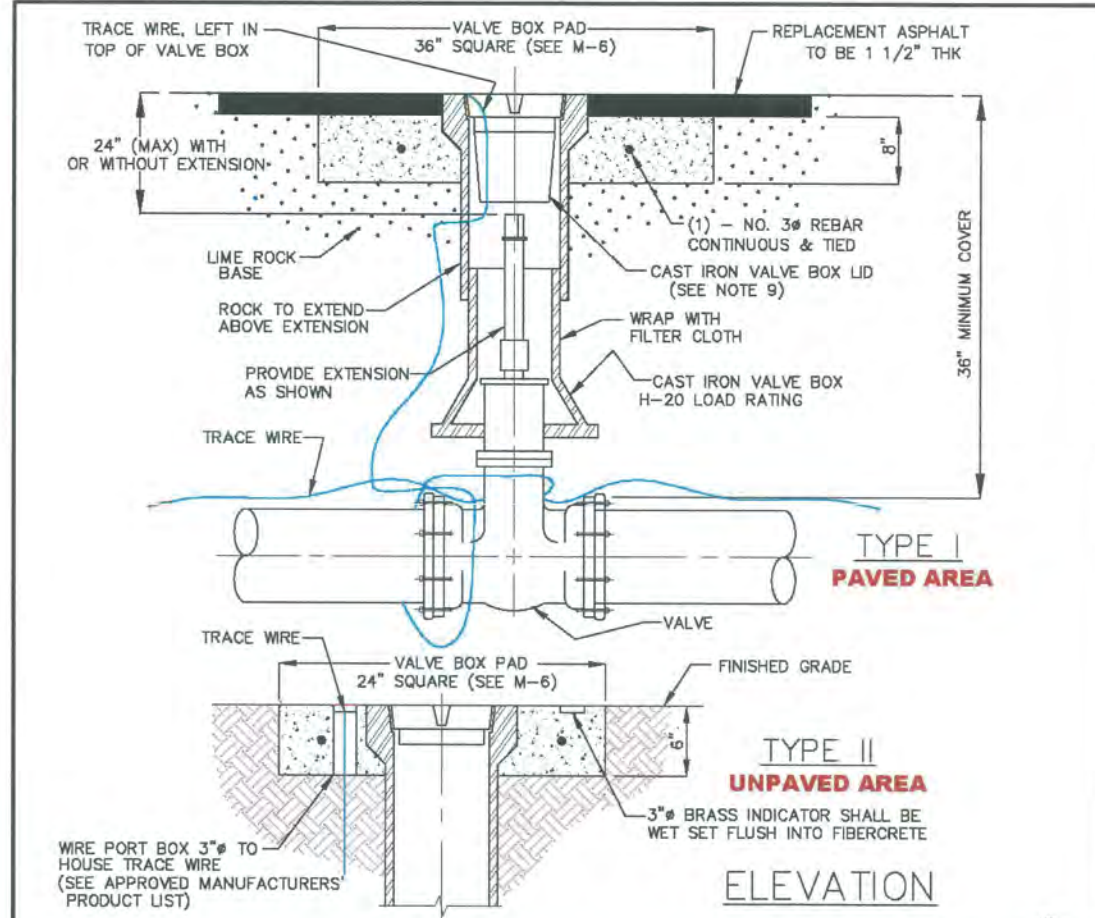 TRACE WIRE, LEFT IN
TOP OF VALVE BOX
VALVE BOX PAD
36" SQUARE (SEE M-6)
REPLACEMENT ASPHALT
TO BE 1 1/2" THK
24" (MAX) WITH
OR WITHOUT EXTENSION
8"
LIME ROCK
BASE
(1) - NO. 3ø REBAR
CONTINUOUS & TIED
ROCK TO EXTEND
ABOVE EXTENSION
CAST IRON VALVE BOX LID
(SEE NOTE 9)
36" MINIMUM COVER
WRAP WITH
FILTER CLOTH
PROVIDE EXTENSION
AS SHOWN
CAST IRON VALVE BOX
H-20 LOAD RATING
TRACE WIRE
TYPE I
PAVED AREA
VALVE
TRACE WIRE
VALVE BOX PAD
24" SQUARE (SEE M-6)
FINISHED GRADE
6"
TYPE II
UNPAVED AREA
3"ø BRASS INDICATOR SHALL BE
WET SET FLUSH INTO FIBERCRETE
WIRE PORT BOX 3"ø TO
HOUSE TRACE WIRE
(SEE APPROVED MANUFACTURERS'
PRODUCT LIST)
ELEVATION